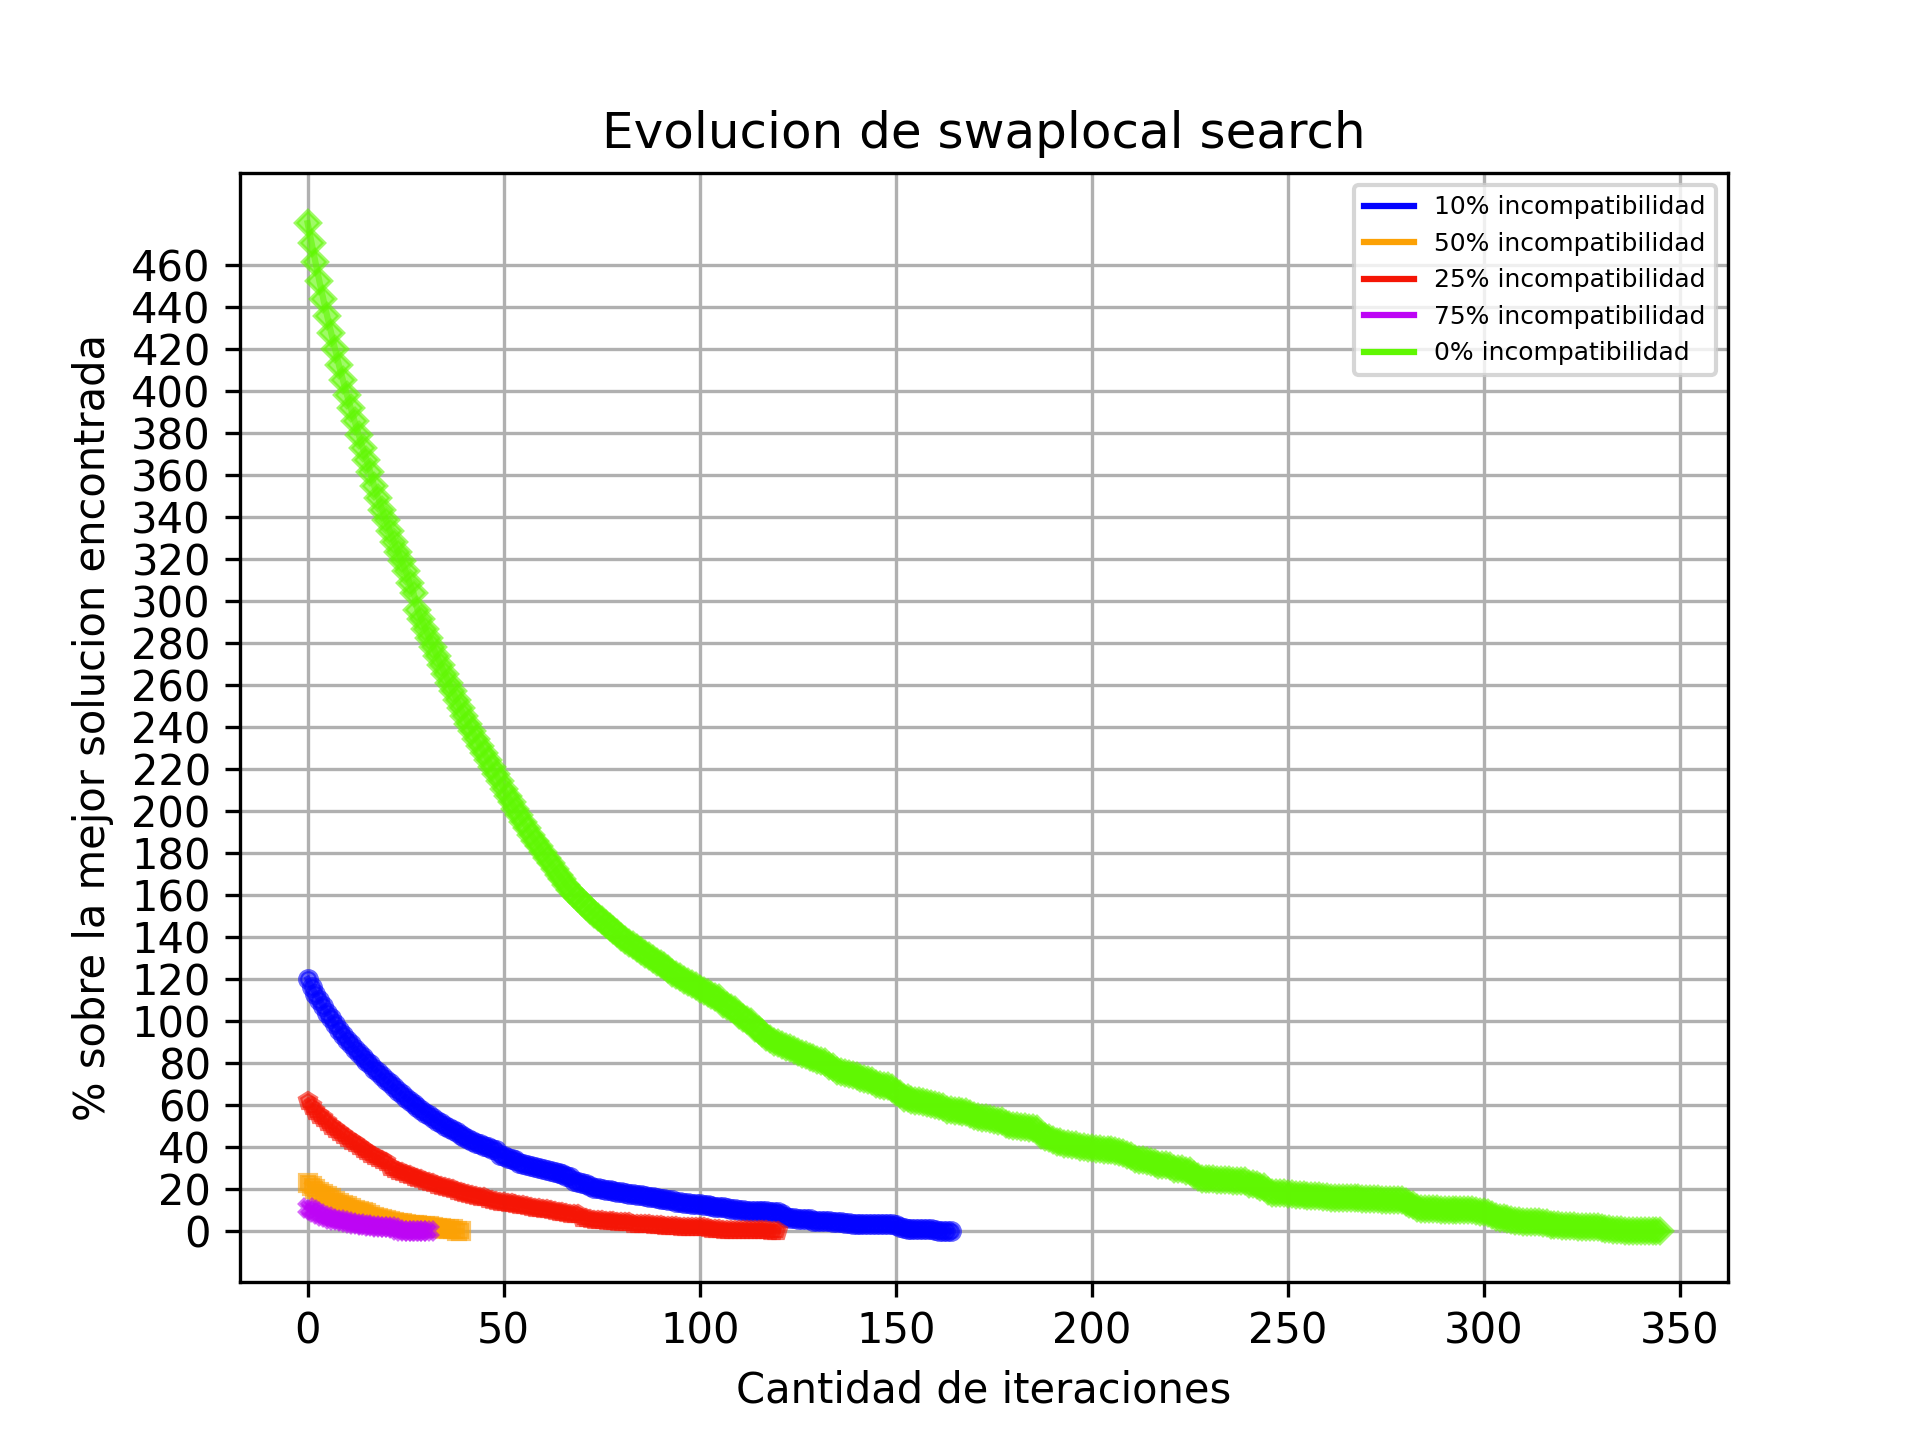 Evolucion de swaplocal search
10% incompatibilidad
50% incompatibilidad
25% incompatibilidad
75% incompatibilidad
0% incompatibilidad
% sobre la mejor solucion encontrada
460
440
420
400
380
360
340
320
300
280
260
240
220
200
180
160
140
120
100
80
60
40
20
0
0 50 100 150 200 250 300 350
Cantidad de iteraciones